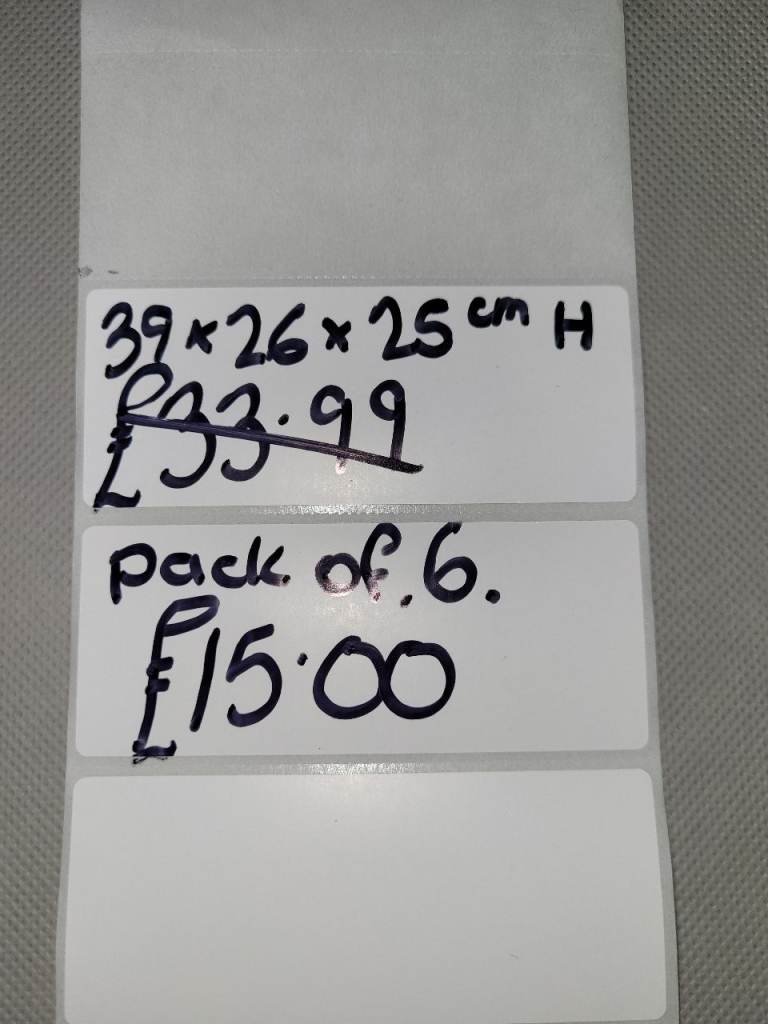 39 x 26 x 25 cm H
£33.99
pack of 6.
£15.00